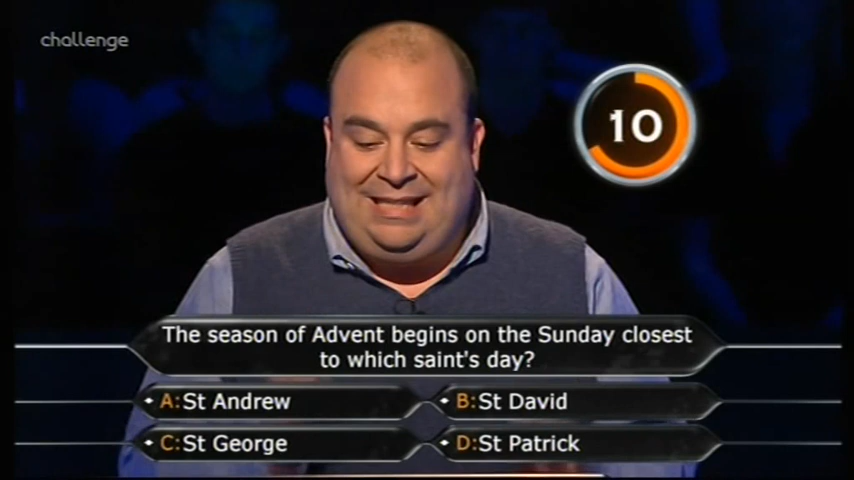 challenge
10
The season of Advent begins on the Sunday closest
to which saint's day?
A:St Andrew
B:St David
C:St George
D:St Patrick